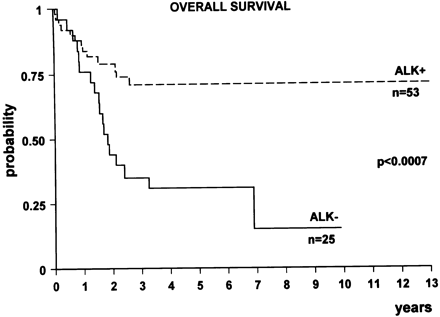 OVERALL SURVIVAL
1
0.75
0.50
0.25
0
probability
ALK+
n=53
p<0.0007
ALK-
n=25
0 1 2 3 4 5 6 7 8 9 10 11 12 13
years